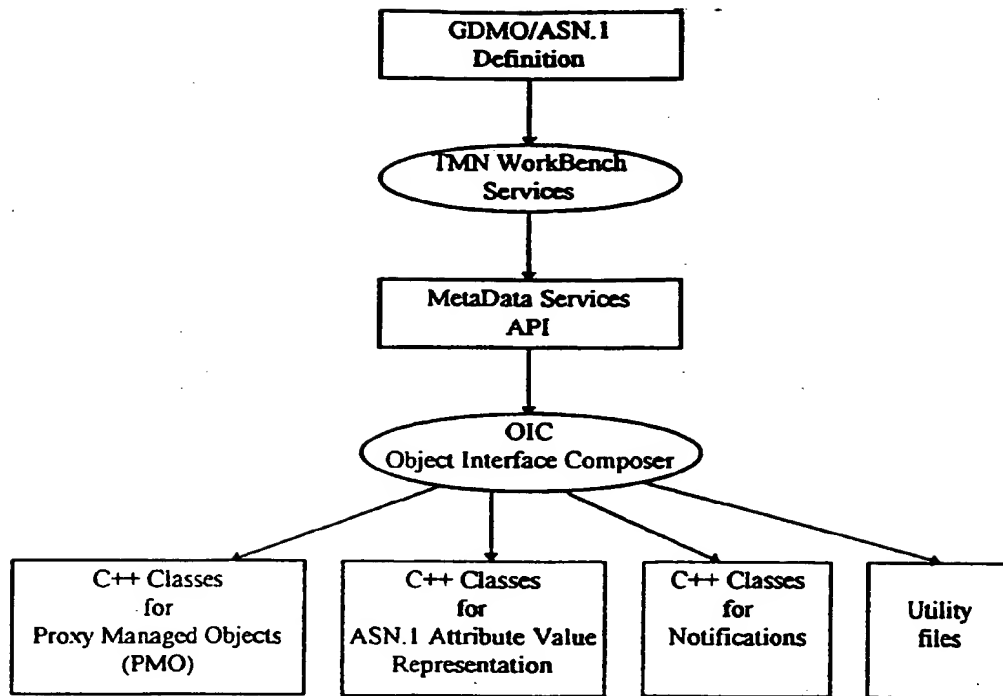 GDMO/ASN.1
Definition
TMN WorkBench
Services
MetaData Services
API
OIC
Object Interface Composer
C++ Classes
for
Proxy Managed Objects
(PMO)
C++ Classes
for
ASN.1 Attribute Value
Representation
C++ Classes
for
Notifications
Utility
files